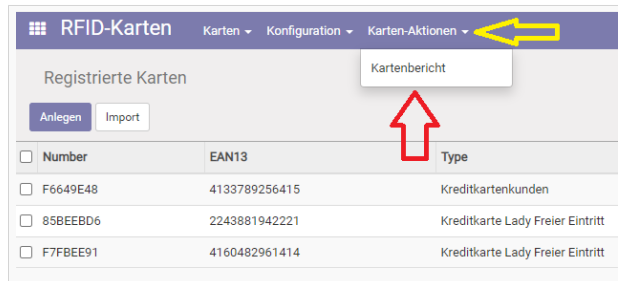 RFID-Karten Karten Konfiguration Karten-Aktionen
Kartenbericht
Registrierte Karten
Anlegen Import
Number EAN13 Type
F6649E48 4133789256415 Kreditkartenkunden
85BEEBD6 2243881942221 Kreditkarte Lady Freier Eintritt
F7FBEE91 4160482961414 Kreditkarte Lady Freier Eintritt